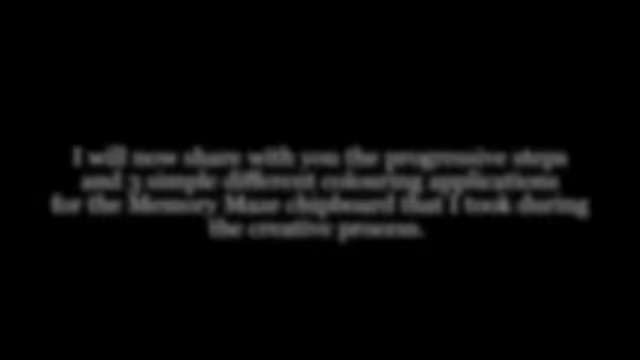 I will now share with you the progressive steps
and 3 simple different colouring applications
for the Memory Maze chipboard that I took during
the creative process.